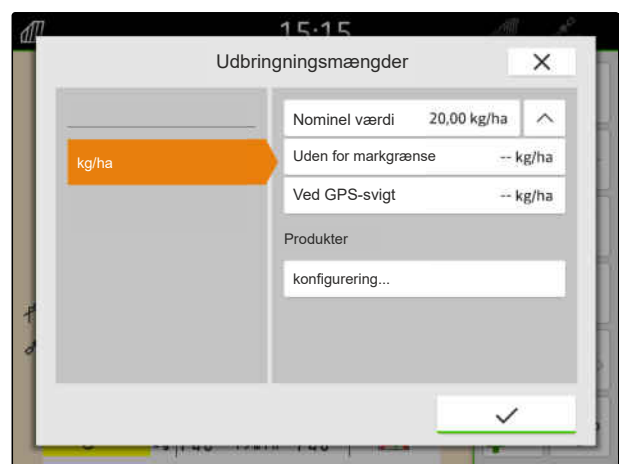 15:15
Udbringningsmængder
kg/ha
Nominel værdi 20,00 kg/ha
Uden for markgrænse -- kg/ha
Ved GPS-svigt -- kg/ha
Produkter
konfigurering...